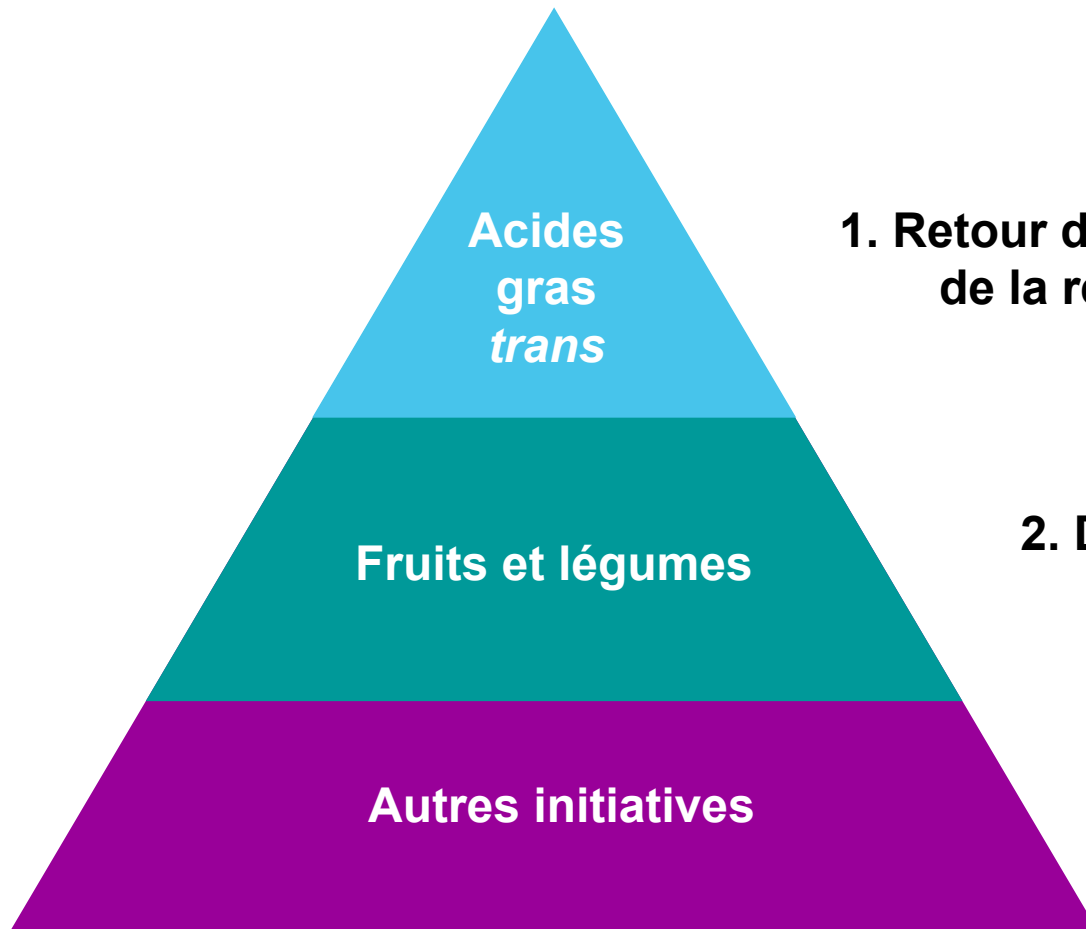 Acides
gras
trans
1. Retour d
de la
Fruits et légumes
2.
Autres initiatives